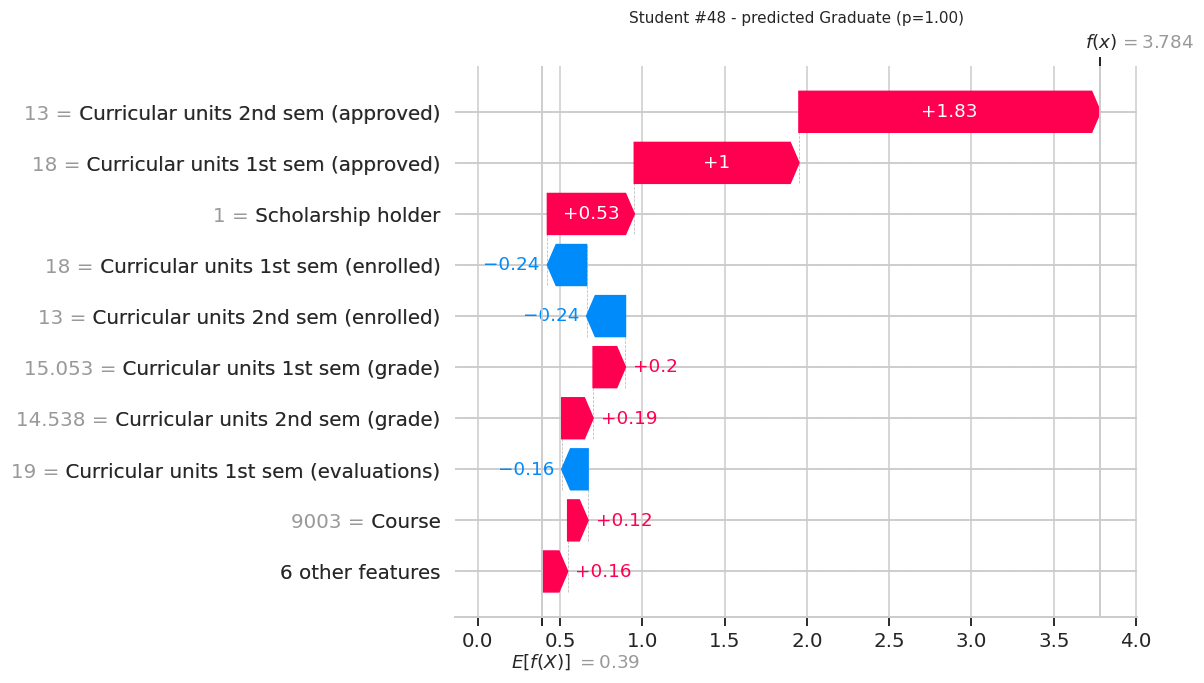 Student #48 - predicted Graduate (p=1.00)
f(x) = 3.784
13 = Curricular units 2nd sem (approved) +1.83
18 = Curricular units 1st sem (approved) +1
1 = Scholarship holder +0.53
18 = Curricular units 1st sem (enrolled) −0.24
13 = Curricular units 2nd sem (enrolled) −0.24
15.053 = Curricular units 1st sem (grade) +0.2
14.538 = Curricular units 2nd sem (grade) +0.19
19 = Curricular units 1st sem (evaluations) −0.16
9003 = Course +0.12
6 other features +0.16
0.0 0.5 1.0 1.5 2.0 2.5 3.0 3.5 4.0
E[f(X)] = 0.39